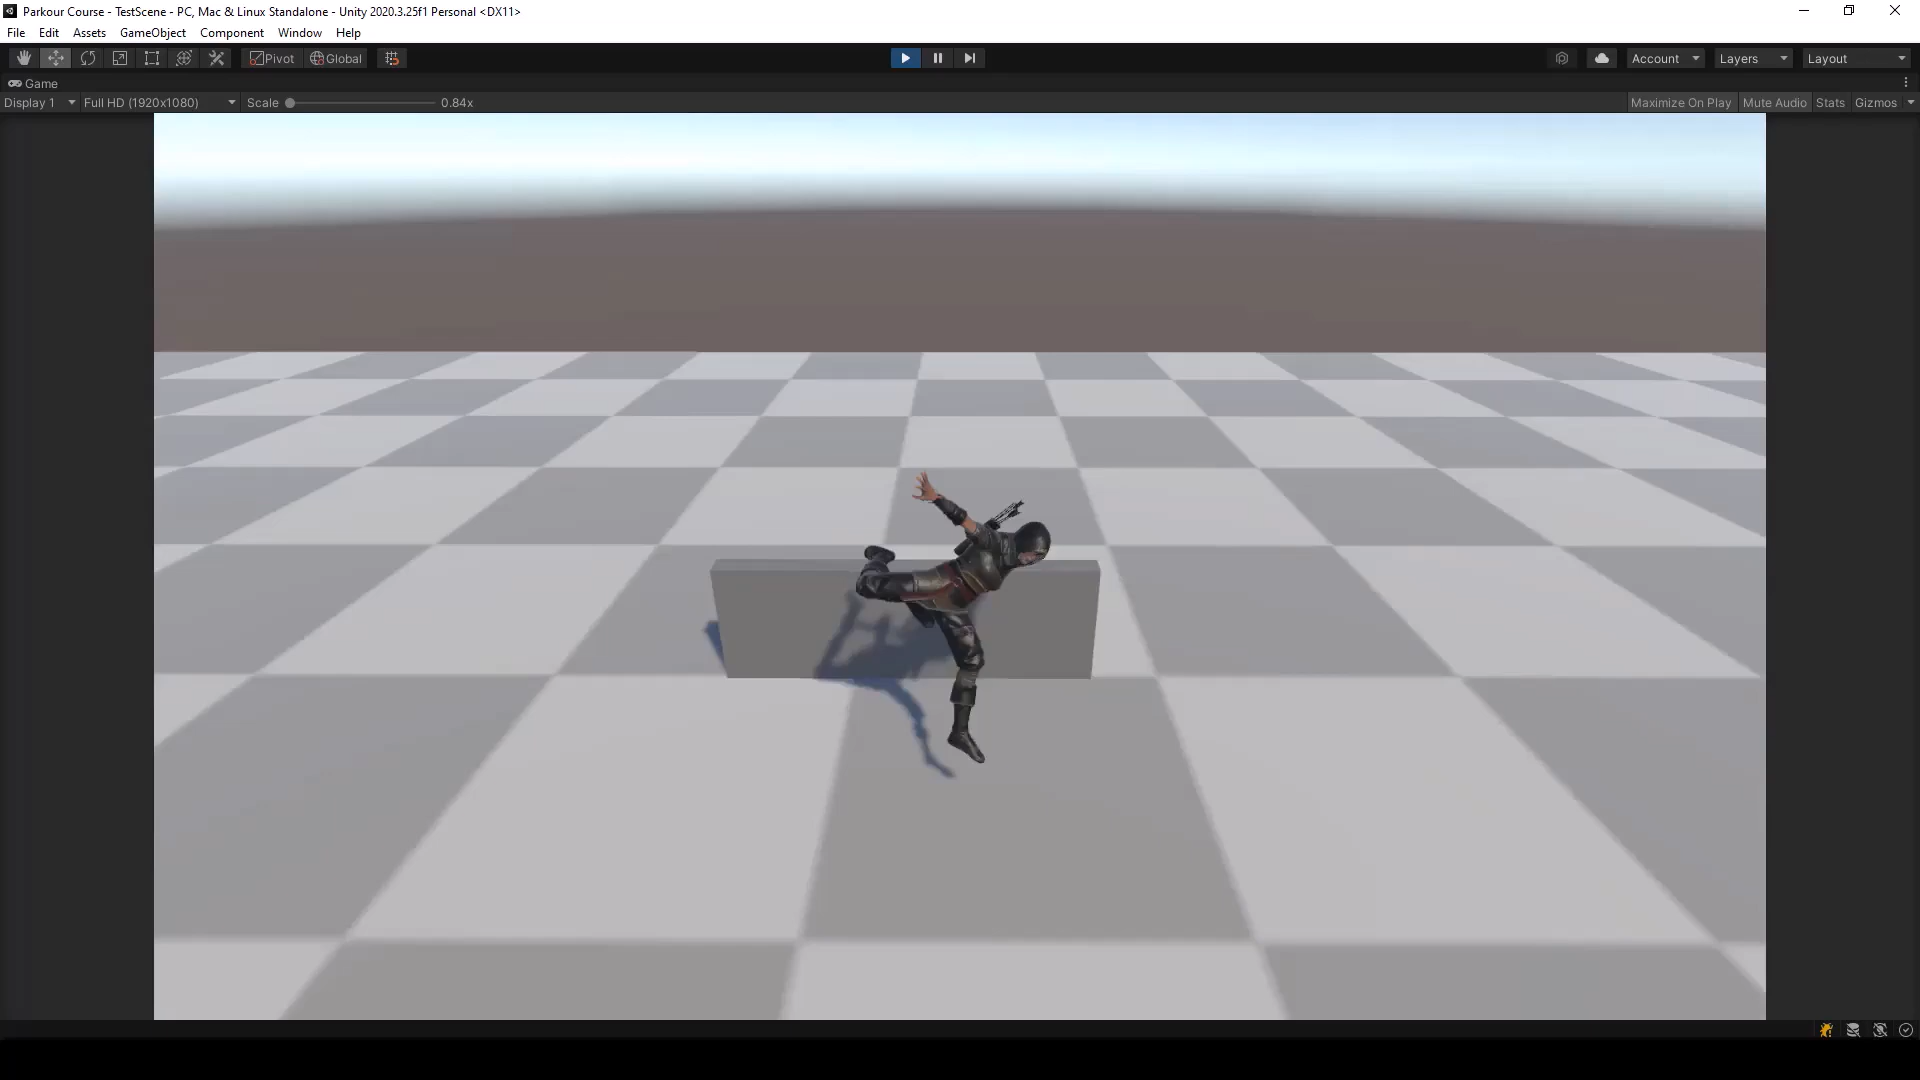 Parkour Course - TestScene - PC, Mac & Linux Standalone - Unity 2020.3.25f1 Personal <DX11>
File Edit Assets GameObject Component Window Help
Pivot Global Account Layers Layout
Game
Display 1 Full HD (1920x1080) Scale 0.84x Maximize On Play Mute Audio Stats Gizmos